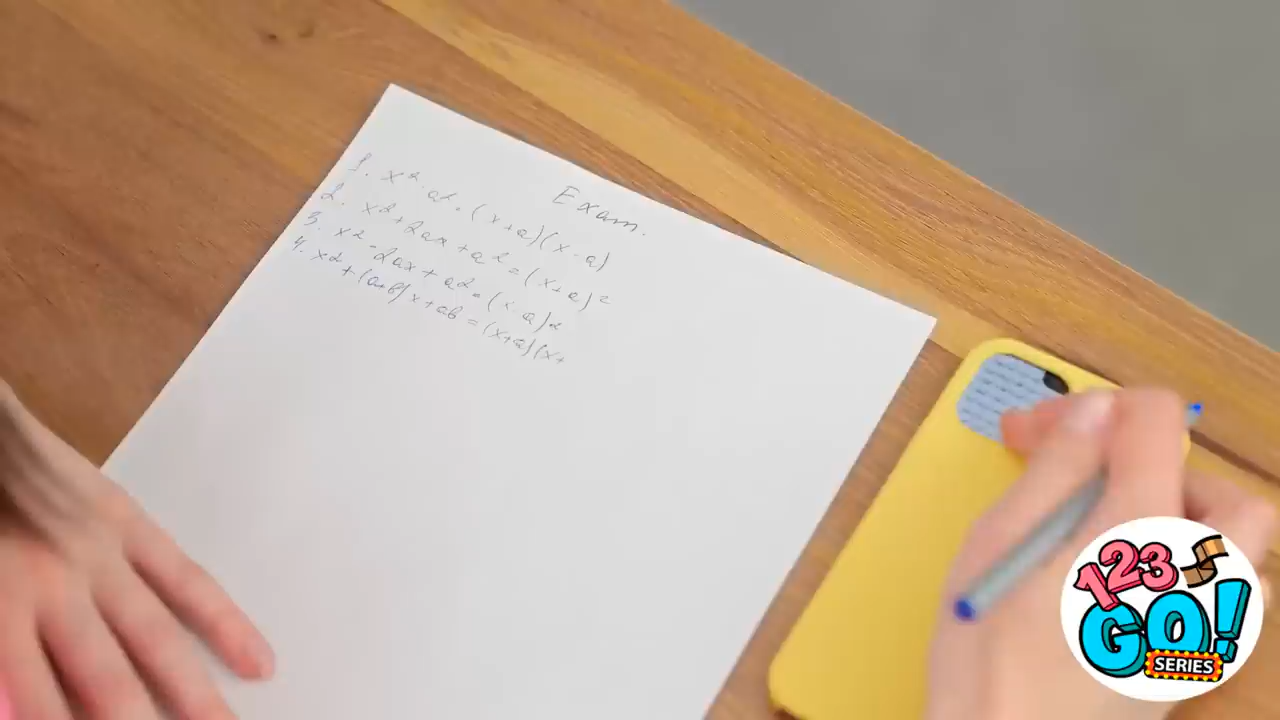 Exam.
1. x²-a²=(x+a)(x-a)
2. x²+2ax+a²=(x+a)²
3. x²-2ax+a²=(x-a)²
4. x²
+(a+b)x+ab=(x+a)(x+
123
GO!
SERIES